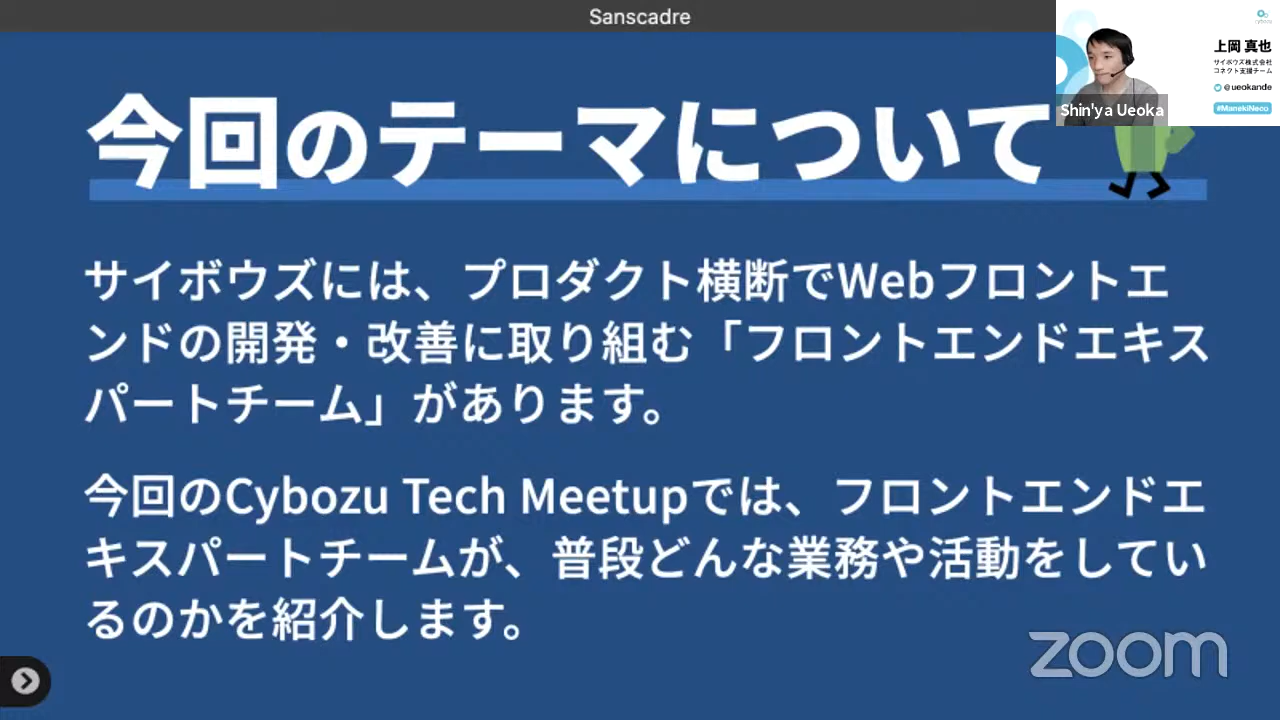 Sanscadre
上岡 真也
サイボウズ株式会社
コネクト支援チーム
@ueokande
#ManekiNeco
Shin'ya Ueoka
今回のテーマについて
サイボウズには、プロダクト横断でWebフロントエ
ンドの開発・改善に取り組む「フロントエンドエキス
パートチーム」があります。
今回のCybozu Tech Meetupでは、フロントエンドエ
キスパートチームが、普段どんな業務や活動をしてい
るのかを紹介します。
zoom